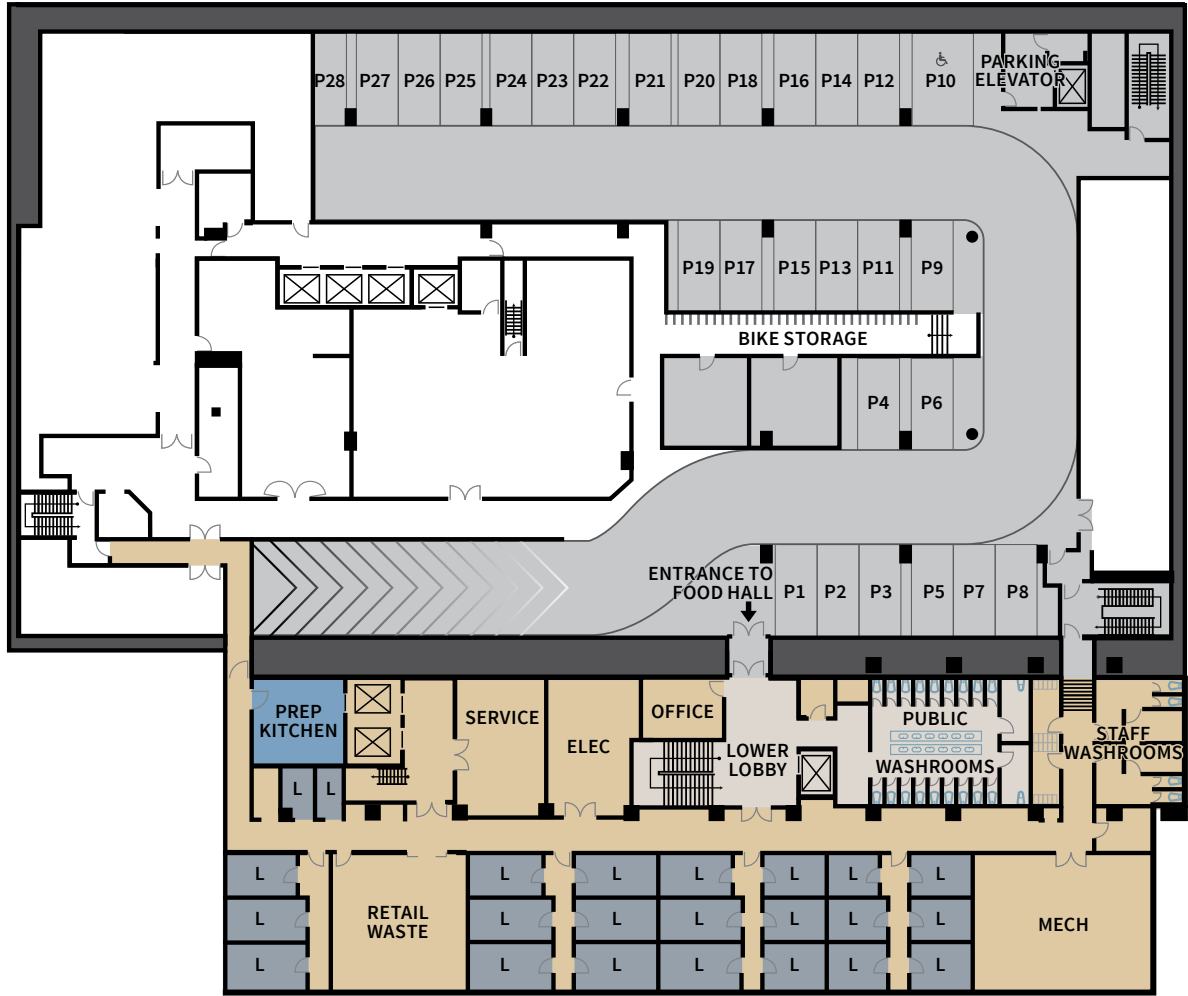 P28 P27 P26 P25 P24 P23 P22 P21 P20 P18 P16 P14 P12 P10
PARKING
ELEVATOR
P19 P17 P15 P13 P11 P9
BIKE STORAGE
P4 P6
ENTRANCE TO
FOOD HALL
P1 P2 P3 P5 P7 P8
PREP
KITCHEN
SERVICE
ELEC
OFFICE
LOWER
LOBBY
PUBLIC
WASHROOMS
STAFF
WASHROOMS
L L
L L L L L L L
RETAIL
WASTE
L L L L L L L
MECH
L L L L L L L